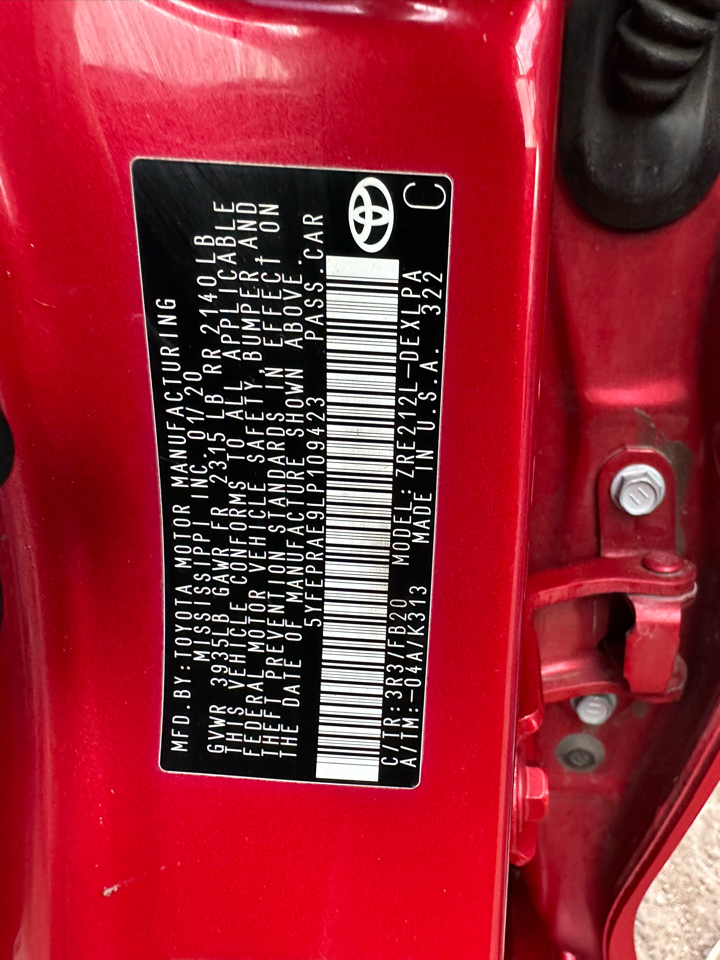 MFD.BY:TOYOTA MOTOR MANUFACTURING
MISSISSIPPI INC. 01/20
GVWR 3935LB GAWR FR 2315 LB RR 2140LB
THIS VEHICLE CONFORMS TO ALL APPLICABLE
FEDERAL MOTOR VEHICLE SAFETY, BUMPER, AND
THEFT PREVENTION STANDARDS IN EFFECT ON
THE DATE OF MANUFACTURE SHOWN ABOVE.
5YFEPRAE9LP109423 PASS.CAR
C/TR:3R3/FB20 MODEL:ZRE212L-DEXLPA
A/TM:-04A/K313 MADE IN U.S.A. 322 C